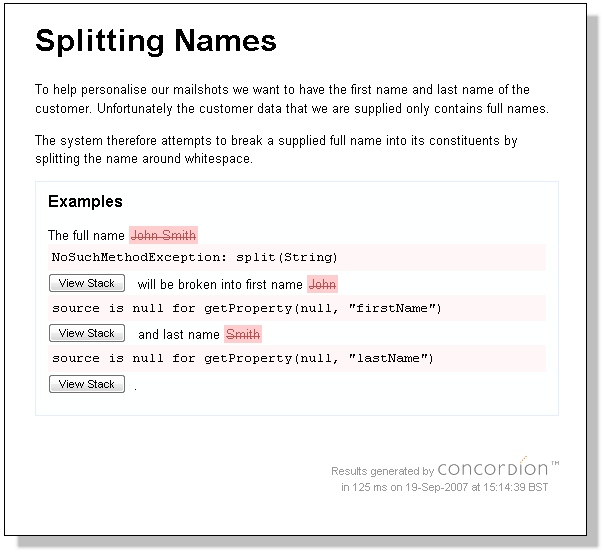 Splitting Names
To help personalise our mailshots we want to have the first name and last name of the
customer. Unfortunately the customer data that we are supplied only contains full names.
The system therefore attempts to break a supplied full name into its constituents by
splitting the name around whitespace.
Examples
The full name John Smith
NoSuchMethodException: split(String)
View Stack will be broken into first name John
source is null for getProperty(null, "firstName")
View Stack and last name Smith
source is null for getProperty(null, "lastName")
View Stack .
Results generated by concordion™
in 125 ms on 19-Sep-2007 at 15:14:39 BST